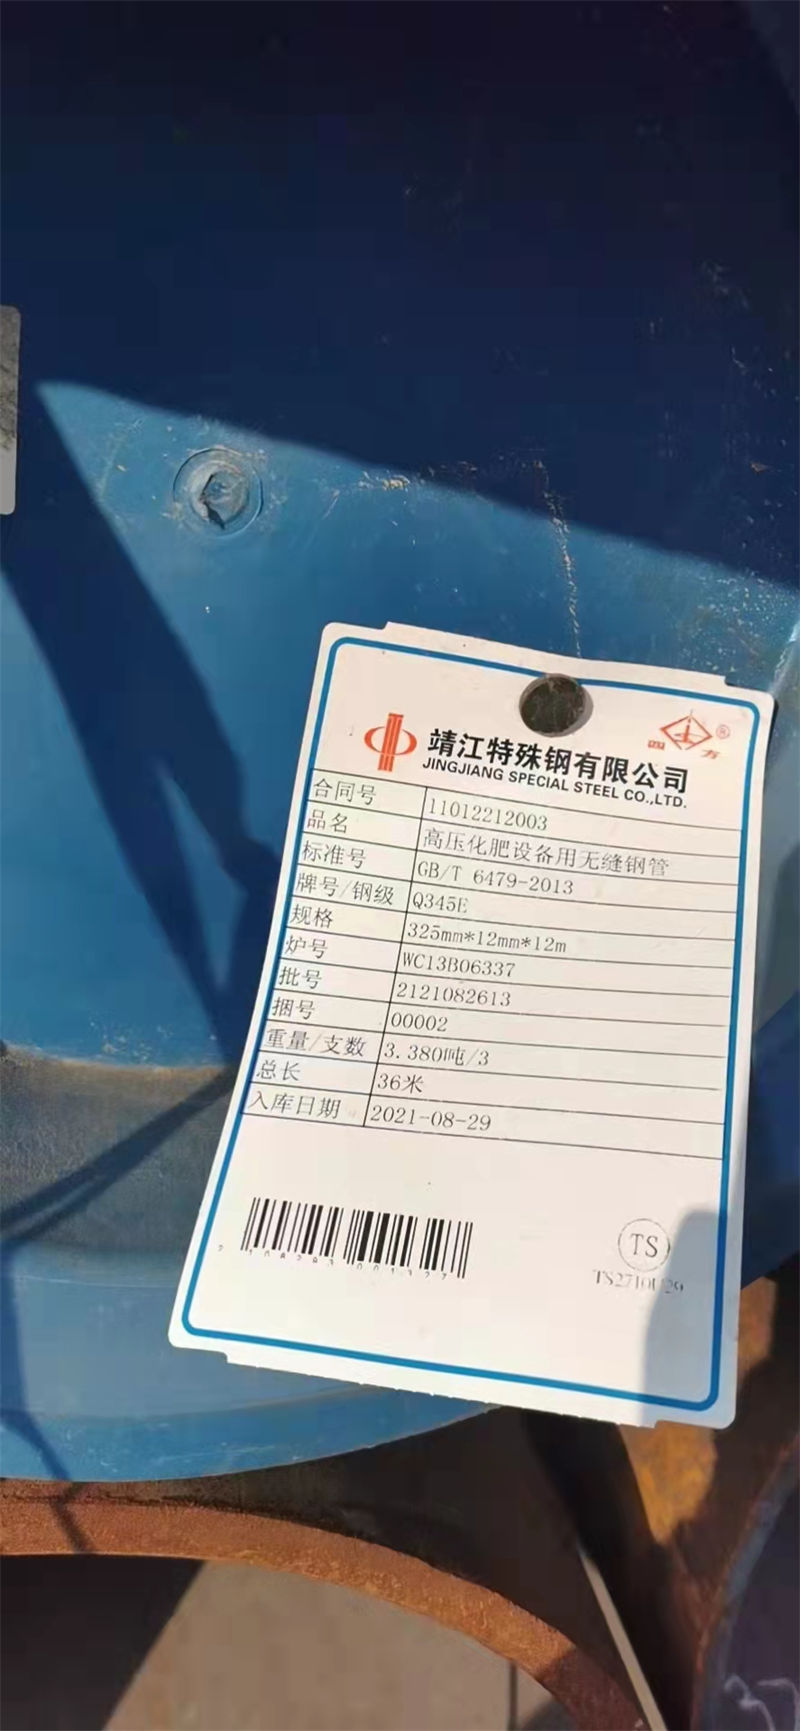 靖江特殊钢有限公司
JINGJIANG SPECIAL STEEL CO.,LTD.
四方®
合同号 11012212003
品名 高压化肥设备用无缝钢管
标准号 GB/T 6479-2013
牌号/钢级 Q345E
规格 325mm*12mm*12m
炉号 WC13B06337
批号 2121082613
捆号 00002
重量/支数 3.380吨/3
总长 36米
入库日期 2021-08-29
TS
37